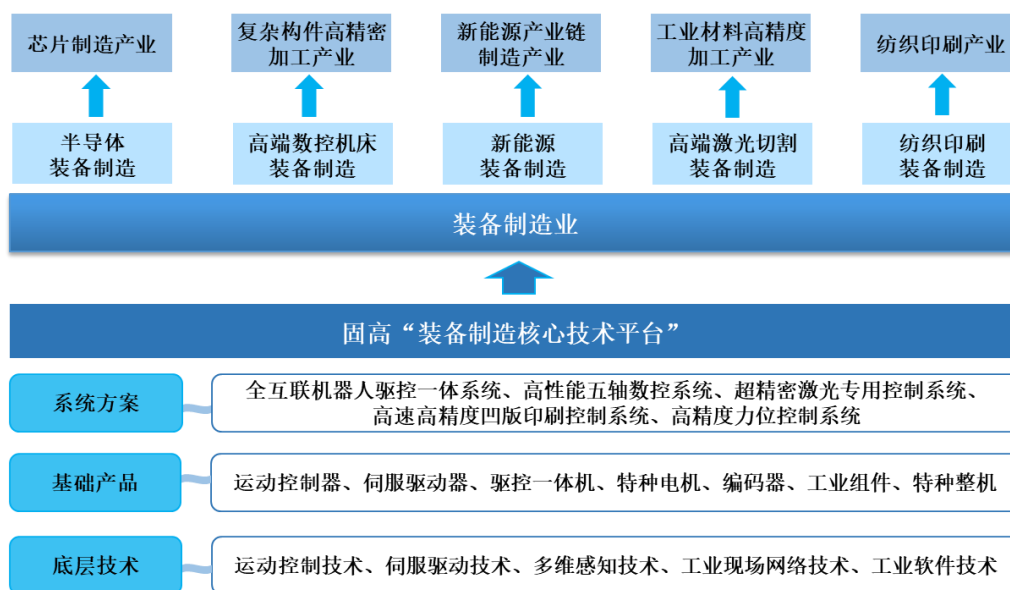 芯片制造产业
复杂构件高精密
加工产业
新能源产业链
制造产业
工业材料高精度
加工产业
纺织印刷产业
半导体
装备制造
高端数控机床
装备制造
新能源
装备制造
高端激光切割
装备制造
纺织印刷
装备制造
装备制造业
固高“装备制造核心技术平台”
系统方案
全互联机器人驱控一体系统、高性能五轴数控系统、超精密激光专用控制系统、
高速高精度凹版印刷控制系统、高精度力位控制系统
基础产品
运动控制器、伺服驱动器、驱控一体机、特种电机、编码器、工业组件、特种整机
底层技术
运动控制技术、伺服驱动技术、多维感知技术、工业现场网络技术、工业软件技术